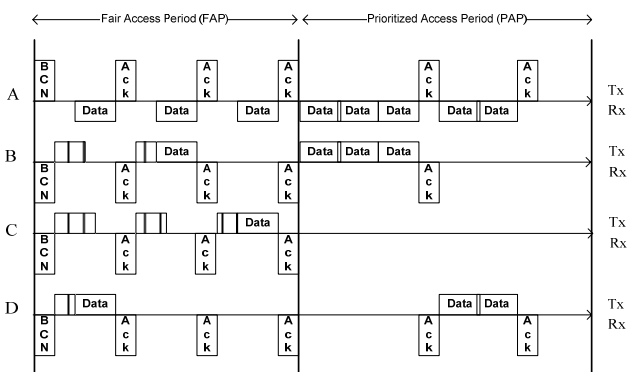 Fair Access Period (FAP) Prioritized Access Period (PAP)
BCN Ack Ack Ack Ack Ack
A Data Data Data Data Data Data Data Data
Tx
Rx
B Data Data Data Data
BCN Ack Ack Ack Ack
Tx
Rx
C Data
BCN Ack Ack Ack
Tx
Rx
D Data Data Data
BCN Ack Ack Ack Ack Ack
Tx
Rx